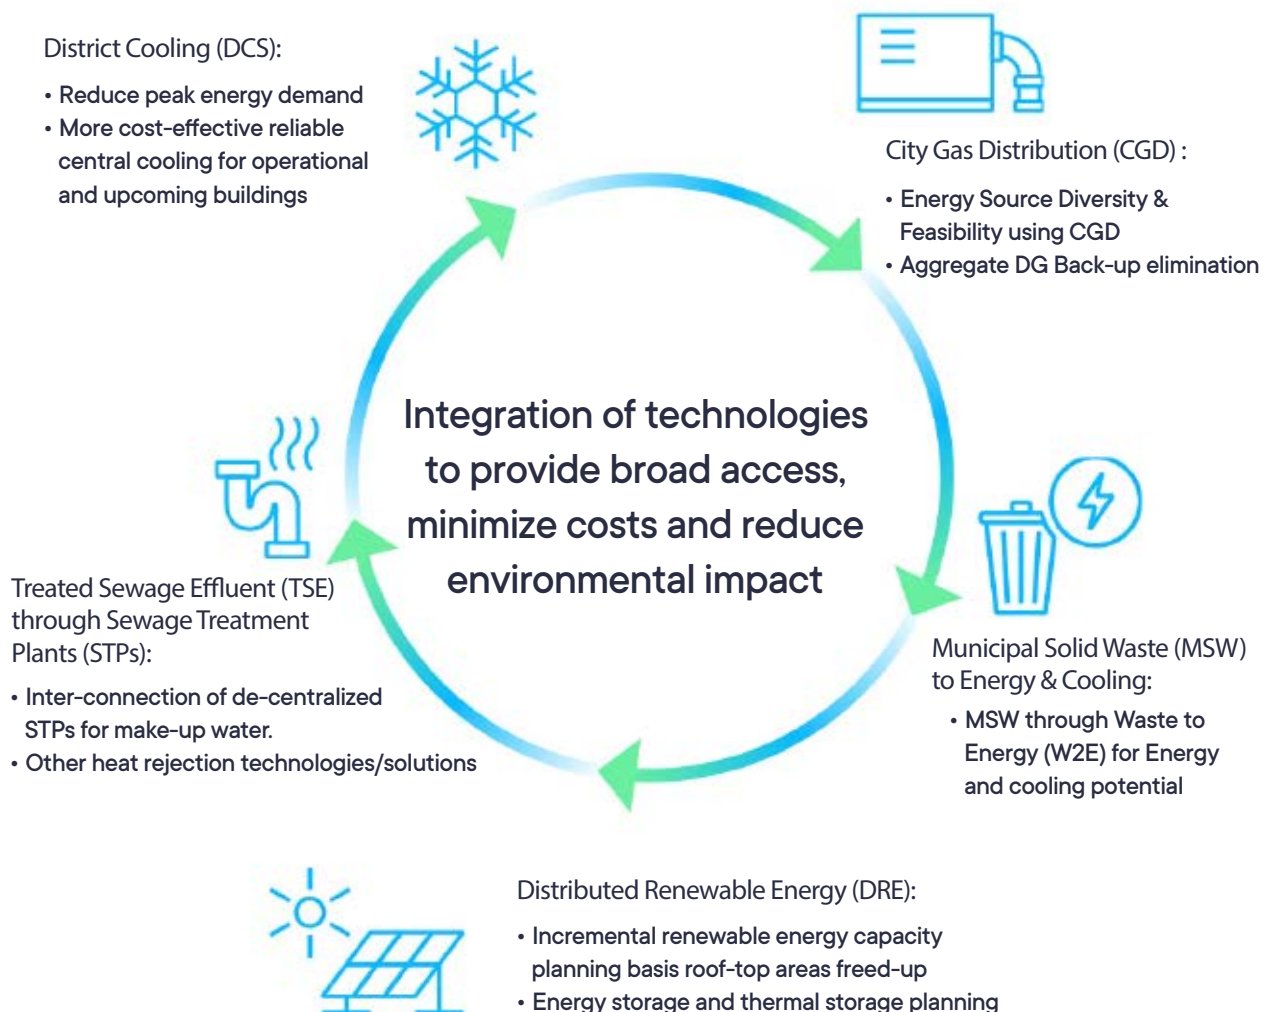 District Cooling (DCS):
• Reduce peak energy demand
• More cost-effective reliable
central cooling for operational
and upcoming buildings
City Gas Distribution (CGD) :
• Energy Source Diversity &
Feasibility using CGD
• Aggregate DG Back-up elimination
Integration of technologies
to provide broad access,
minimize costs and reduce
environmental impact
Municipal Solid Waste (MSW)
to Energy & Cooling:
• MSW through Waste to
Energy (W2E) for Energy
and cooling potential
Treated Sewage Effluent (TSE)
through Sewage Treatment
Plants (STPs):
• Inter-connection of de-centralized
STPs for make-up water.
• Other heat rejection technologies/solutions
Distributed Renewable Energy (DRE):
• Incremental renewable energy capacity
planning basis roof-top areas freed-up
• Energy storage and thermal storage planning